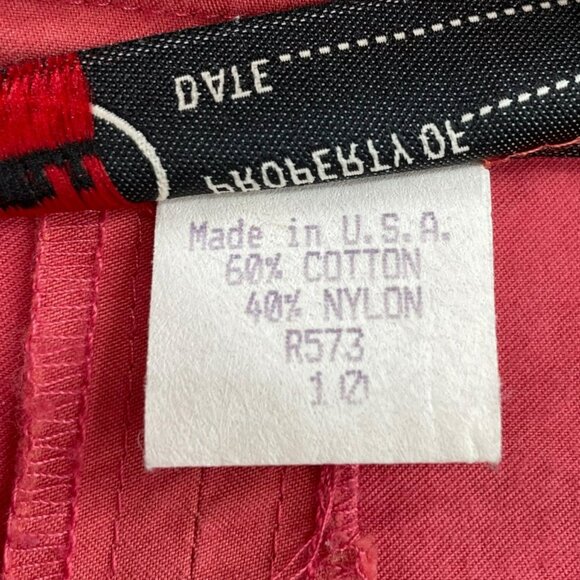 DATE
PROPERTY OF
Made in U.S.A.
60% COTTON
40% NYLON
R573
10